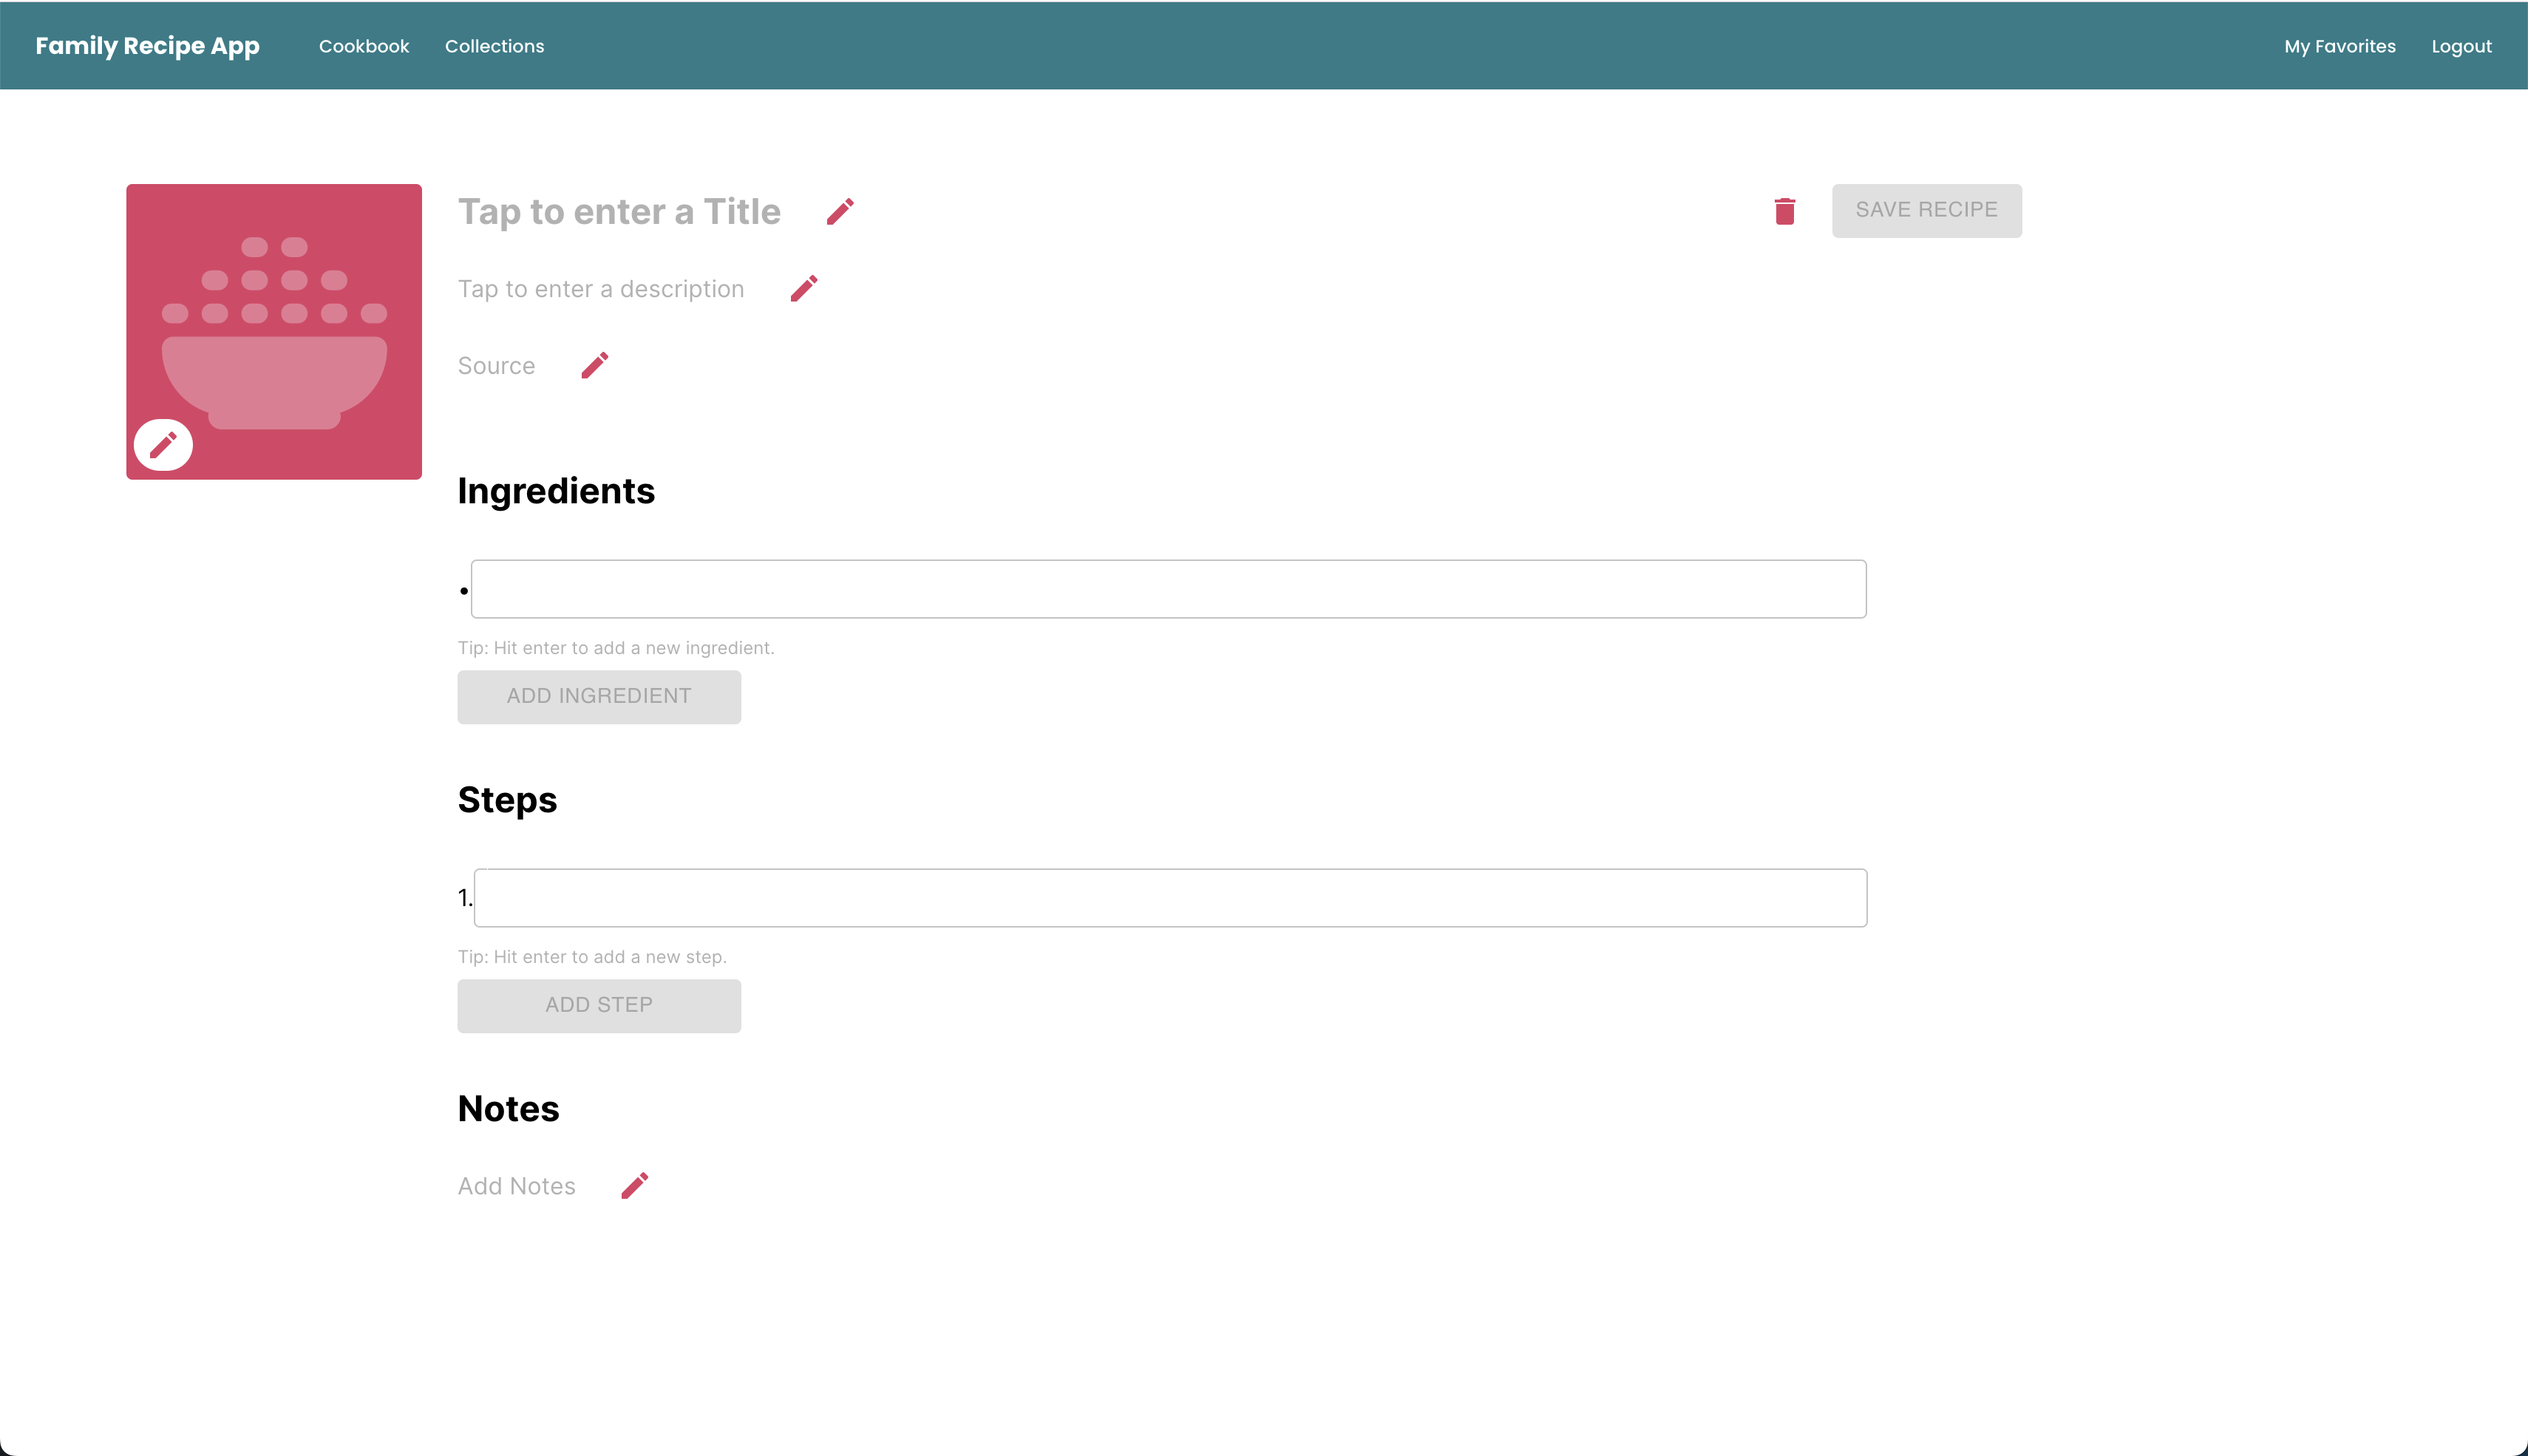 Family Recipe App Cookbook Collections My Favorites Logout
Tap to enter a Title
SAVE RECIPE
Tap to enter a description
Source
Ingredients
•
Tip: Hit enter to add a new ingredient.
ADD INGREDIENT
Steps
1.
Tip: Hit enter to add a new step.
ADD STEP
Notes
Add Notes